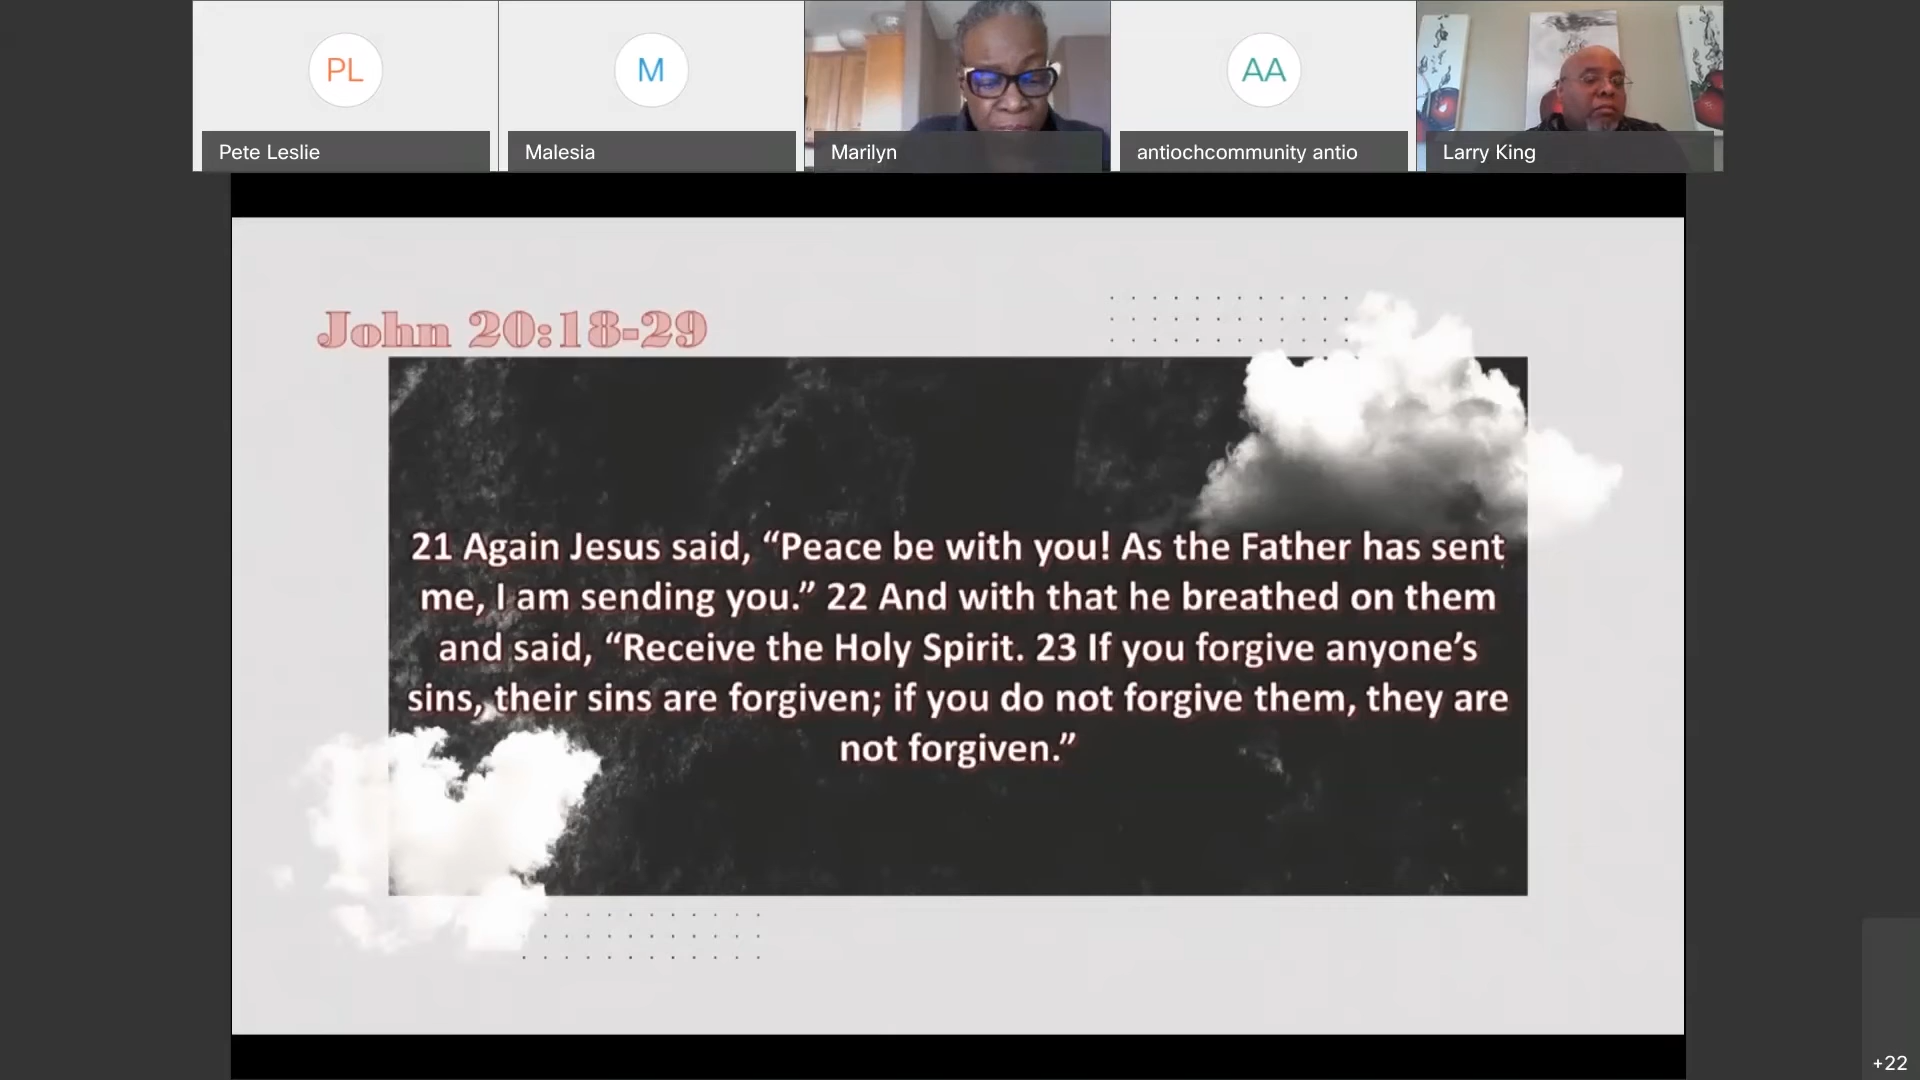 PL
M
AA
Pete Leslie
Malesia
Marilyn
antiochcommunity antio
Larry King
John 20:18-29
21 Again Jesus said, “Peace be with you! As the Father has sent
me, I am sending you.” 22 And with that he breathed on them
and said, “Receive the Holy Spirit. 23 If you forgive anyone’s
sins, their sins are forgiven; if you do not forgive them, they are
not forgiven.”
+22